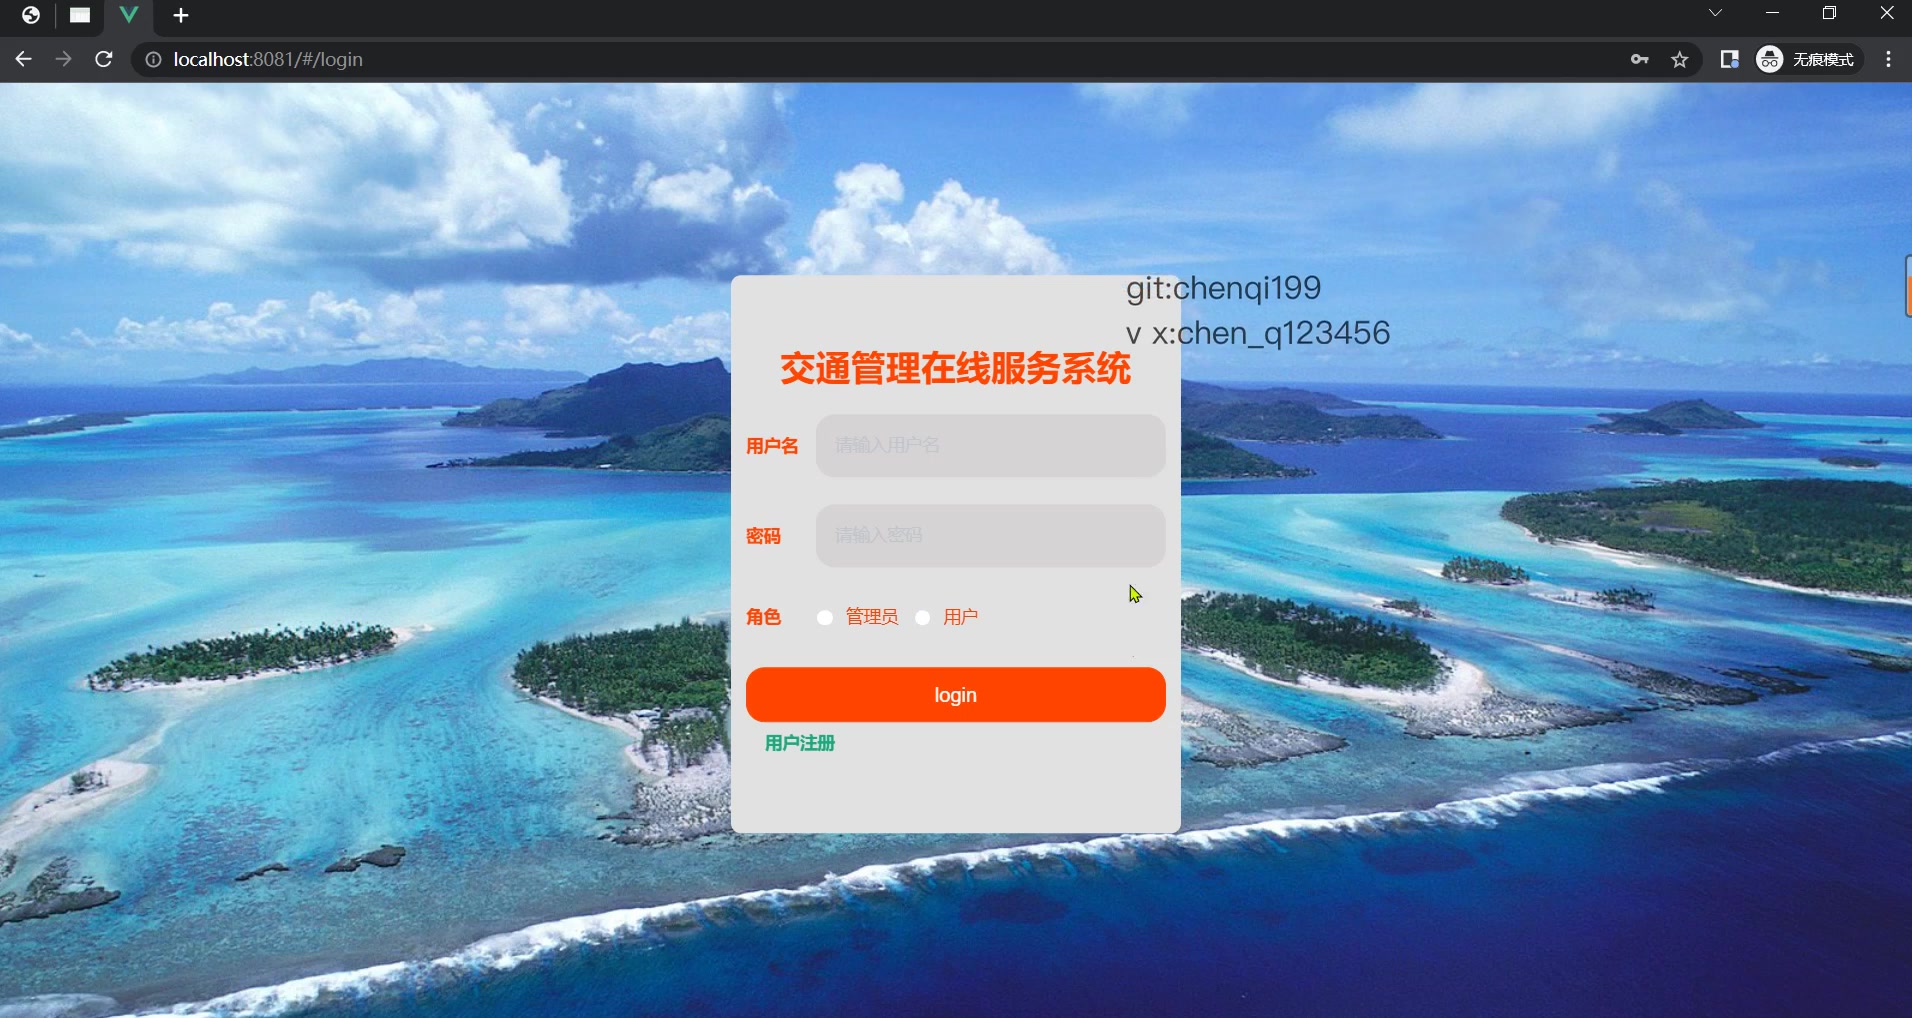 localhost:8081/#/login
无痕模式
git:chenqi199
v x:chen_q123456
交通管理在线服务系统
用户名 请输入用户名
密码 请输入密码
角色 管理员 用户
login
用户注册